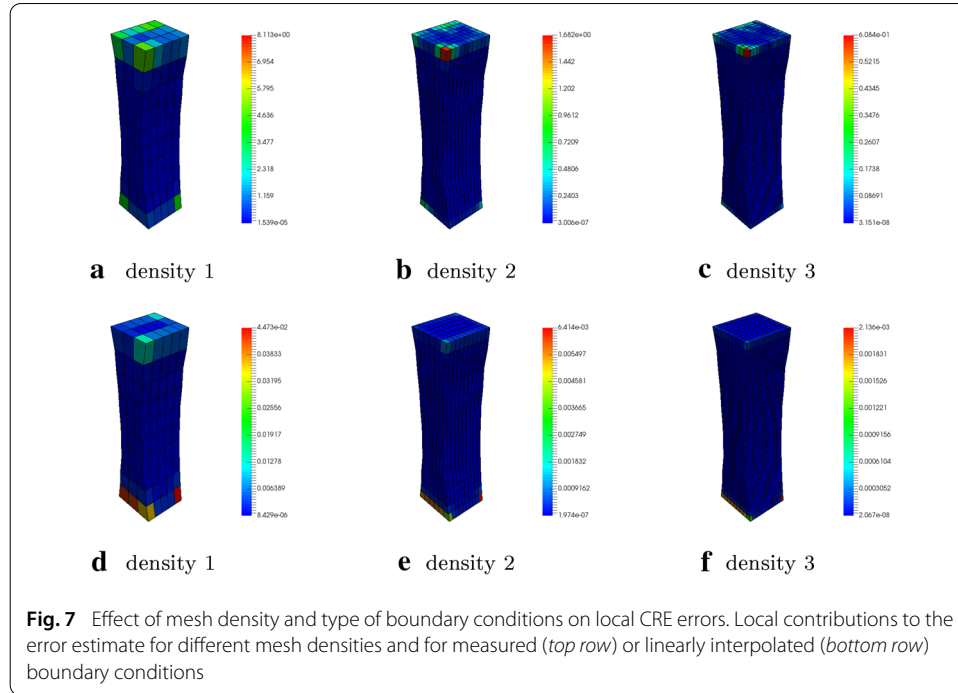 8.113e+00
6.954
5.795
4.636
3.477
2.318
1.159
1.539e-05
1.682e+00
1.442
1.202
0.9612
0.7209
0.4806
0.2403
3.006e-07
6.084e-01
0.5215
0.4345
0.3476
0.2607
0.1738
0.08691
3.151e-08
a density 1
b density 2
c density 3
4.473e-02
0.03833
0.03195
0.02556
0.01917
0.01278
0.006389
8.429e-06
6.414e-03
0.005497
0.004581
0.003665
0.002749
0.001832
0.0009162
1.974e-07
2.136e-03
0.001831
0.001526
0.001221
0.0009156
0.0006104
0.0003052
2.067e-08
d density 1
e density 2
f density 3
Fig. 7 Effect of mesh density and type of boundary conditions on local CRE errors. Local contributions to the
error estimate for different mesh densities and for measured (top row) or linearly interpolated (bottom row)
boundary conditions